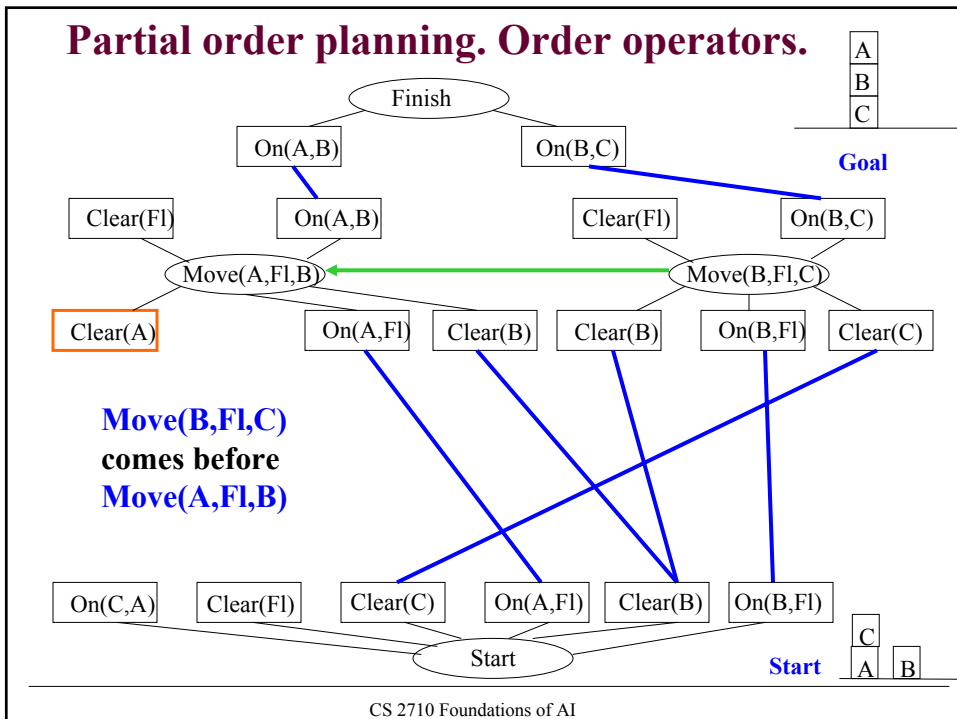 Partial order planning. Order operators.
A
B
C
Finish
On(A,B)
On(B,C)
Goal
Clear(Fl)
On(A,B)
Clear(Fl)
On(B,C)
Move(A,Fl,B)
Move(B,Fl,C)
Clear(A)
On(A,Fl)
Clear(B)
Clear(B)
On(B,Fl)
Clear(C)
Move(B,Fl,C)
comes before
Move(A,Fl,B)
On(C,A)
Clear(Fl)
Clear(C)
On(A,Fl)
Clear(B)
On(B,Fl)
Start
Start
C
A B
CS 2710 Foundations of AI